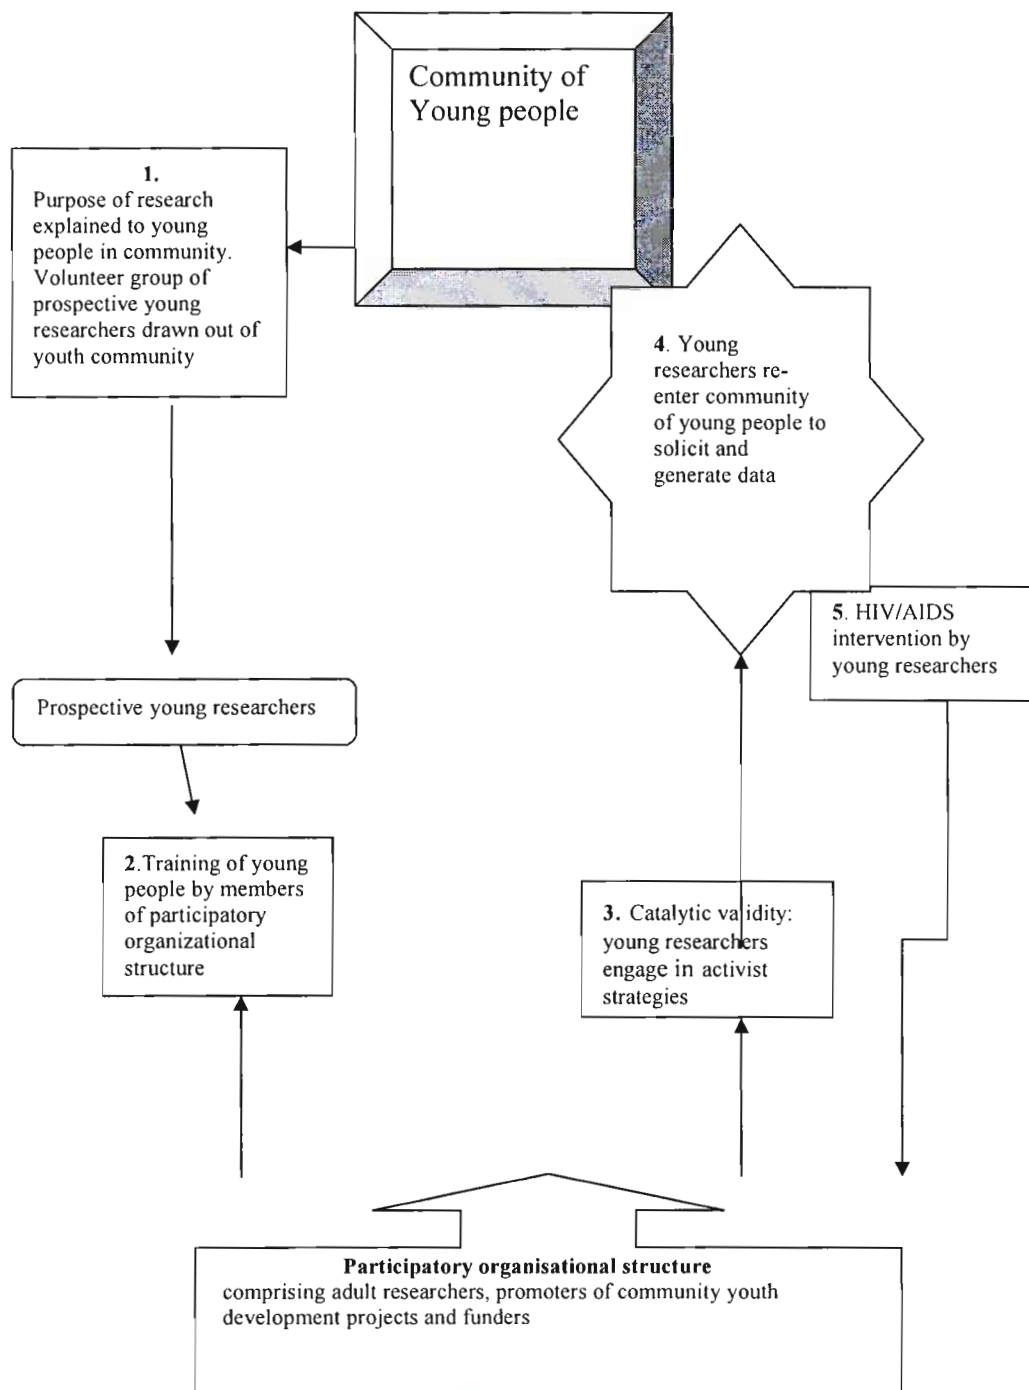 Community of
Young people
1.
Purpose of research
explained to young
people in community.
Volunteer group of
prospective young
researchers drawn out of
youth community
4. Young
researchers re-
enter community
of young people to
solicit and
generate data
5. HIV/AIDS
intervention by
young researchers
Prospective young researchers
2.Training of young
people by members
of participatory
organizational
structure
3. Catalytic validity:
young researchers
engage in activist
strategies
Participatory organisational structure
comprising adult researchers, promoters of community youth
development projects and funders